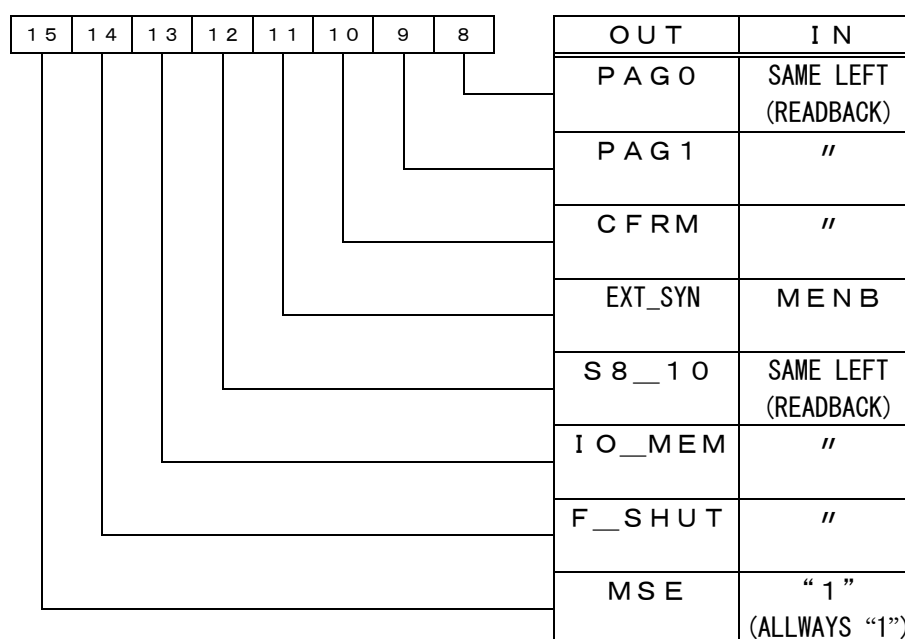 15 14 13 12 11 10 9 8
OUT IN
PAG0 SAME LEFT
(READBACK)
PAG1 〃
CFRM 〃
EXT_SYN MENB
S8_10 SAME LEFT
(READBACK)
IO_MEM 〃
F_SHUT 〃
MSE “1”
(ALLWAYS “1”)